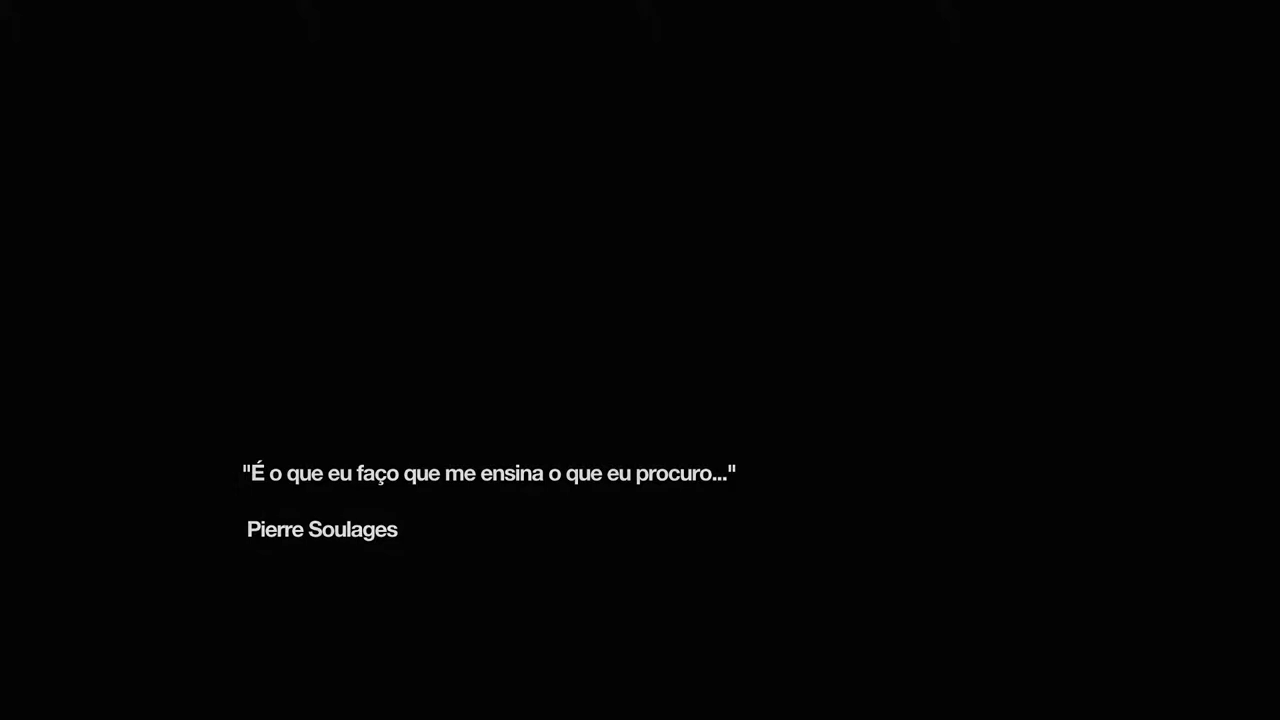 "É o que eu faço que me ensina o que eu procuro..."
Pierre Soulages